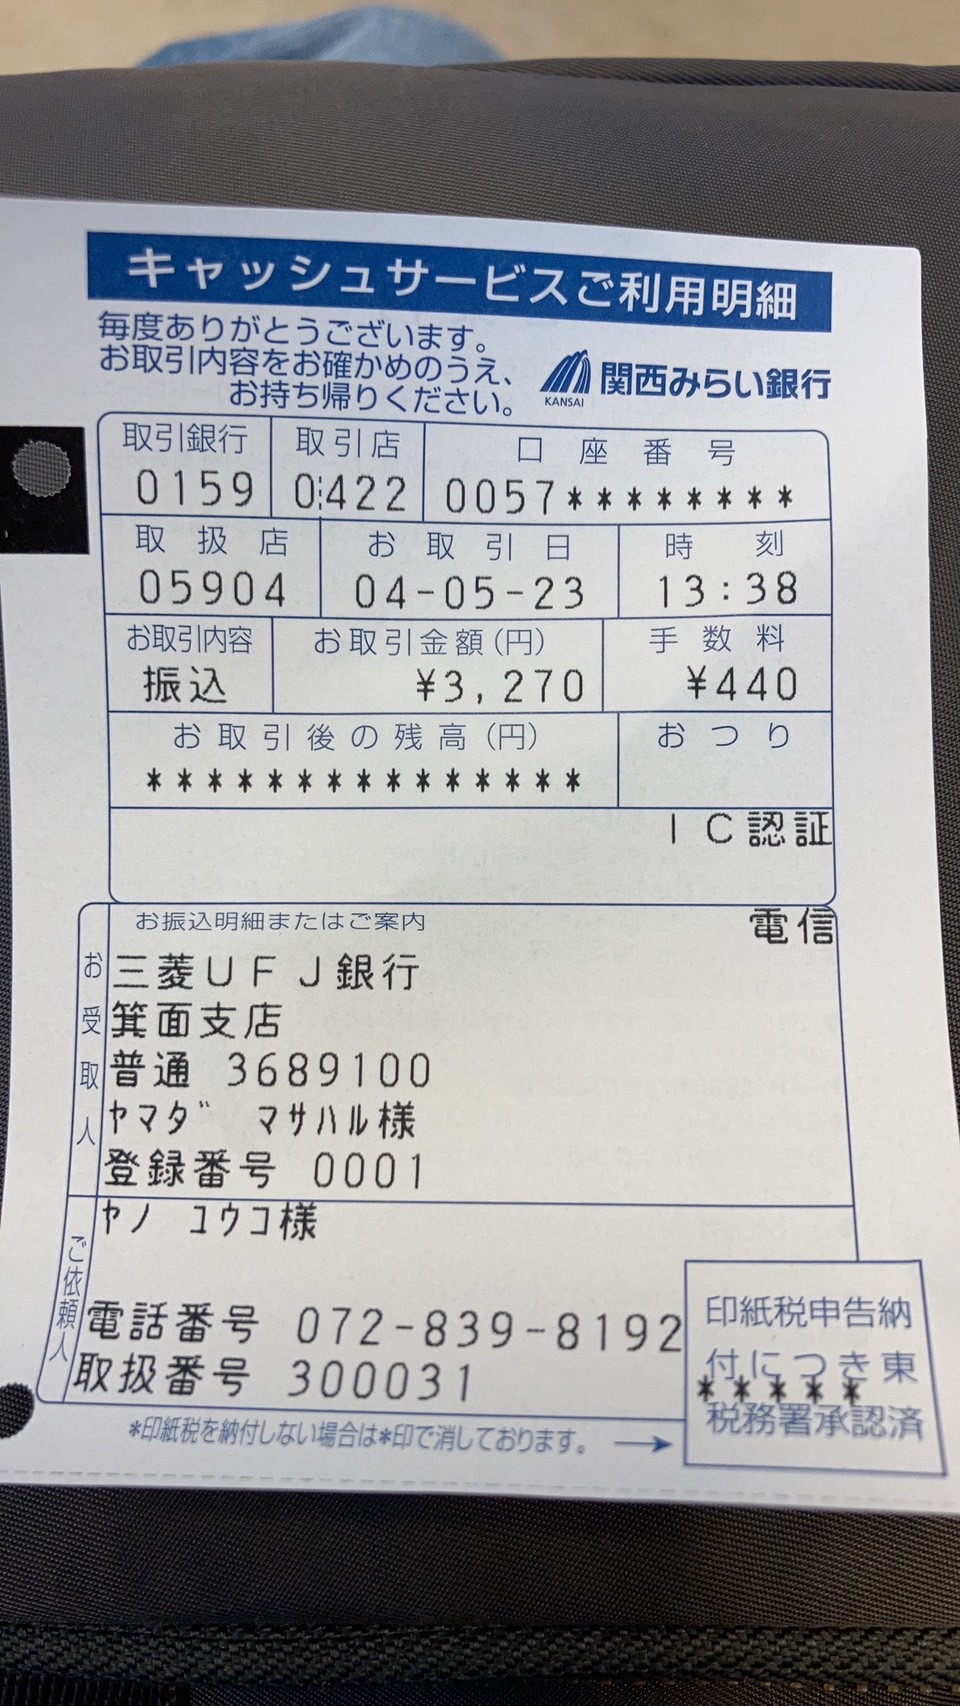 キャッシュサービスご利用明細
毎度ありがとうございます。
お取引内容をお確かめのうえ、
お持ち帰りください。
KANSAI
関西みらい銀行
取引銀行 取引店 口座番号
0159 0422 0057********
取扱店 お取引日 時刻
05904 04-05-23 13:38
お取引内容 お取引金額(円) 手数料
振込 ¥3,270 ¥440
お取引後の残高(円) おつり
***************
IC認証
お振込明細またはご案内
電信
お受取人
三菱UFJ銀行
箕面支店
普通 3689100
ヤマダ マサハル様
登録番号 0001
ご依頼人
ヤノ ユウコ様
電話番号 072-839-8192
取扱番号 300031
印紙税申告納
付につき東
*****
税務署承認済
*印紙税を納付しない場合は*印で消しております。 →